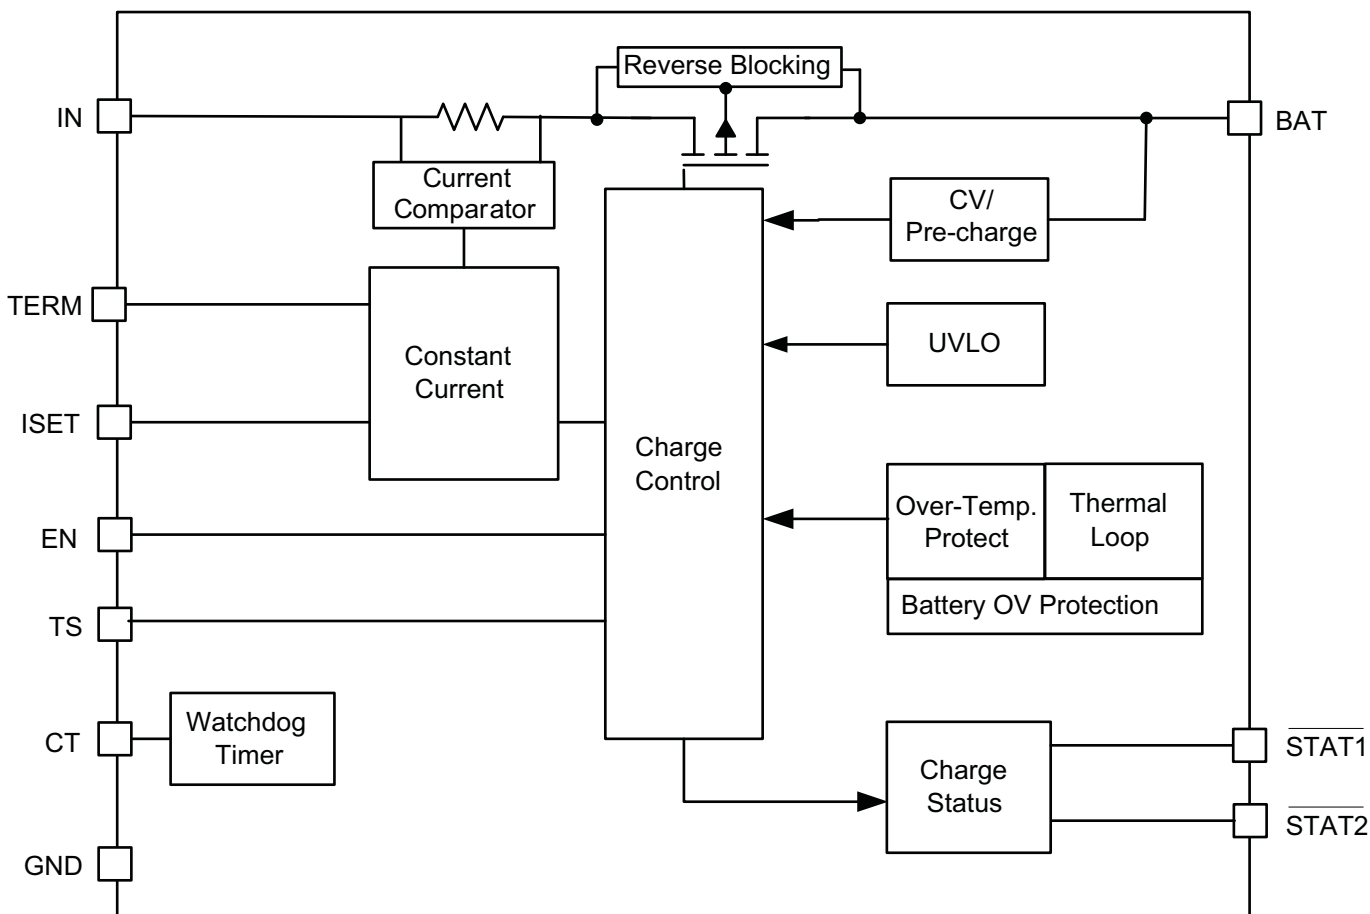 Reverse Blocking
IN
BAT
Current
Comparator
CV/
Pre-charge
TERM
Constant
Current
UVLO
ISET
Charge
Control
Over-Temp.
Protect
Thermal
Loop
EN
Battery OV Protection
TS
Watchdog
Timer
CT
Charge
Status
STAT1
STAT2
GND